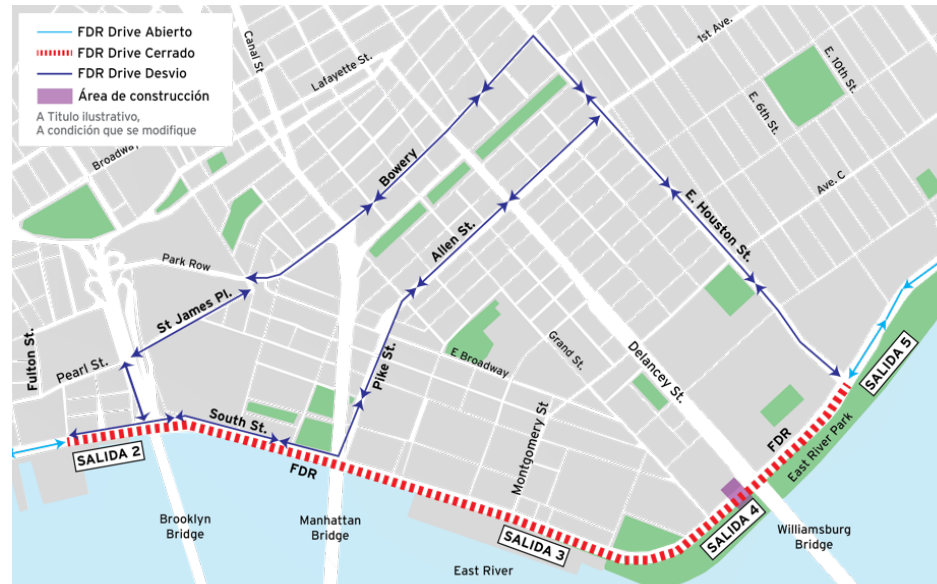 FDR Drive Abierto
FDR Drive Cerrado
FDR Drive Desvio
Área de construcción
A Titulo ilustrativo,
A condición que se modifique
Canal St
Lafayette St.
Broadway
1st Ave.
E. 10th St.
E. 6th St.
Ave. C
Bowery
Allen St.
E. Houston St.
Park Row
St James Pl.
Fulton St.
Pearl St.
Pike St.
E Broadway
Grand St.
Delancey St.
South St.
Montgomery St
SALIDA 2
FDR
SALIDA 3
SALIDA 4
FDR
SALIDA 5
East River Park
Brooklyn
Bridge
Manhattan
Bridge
Williamsburg
Bridge
East River